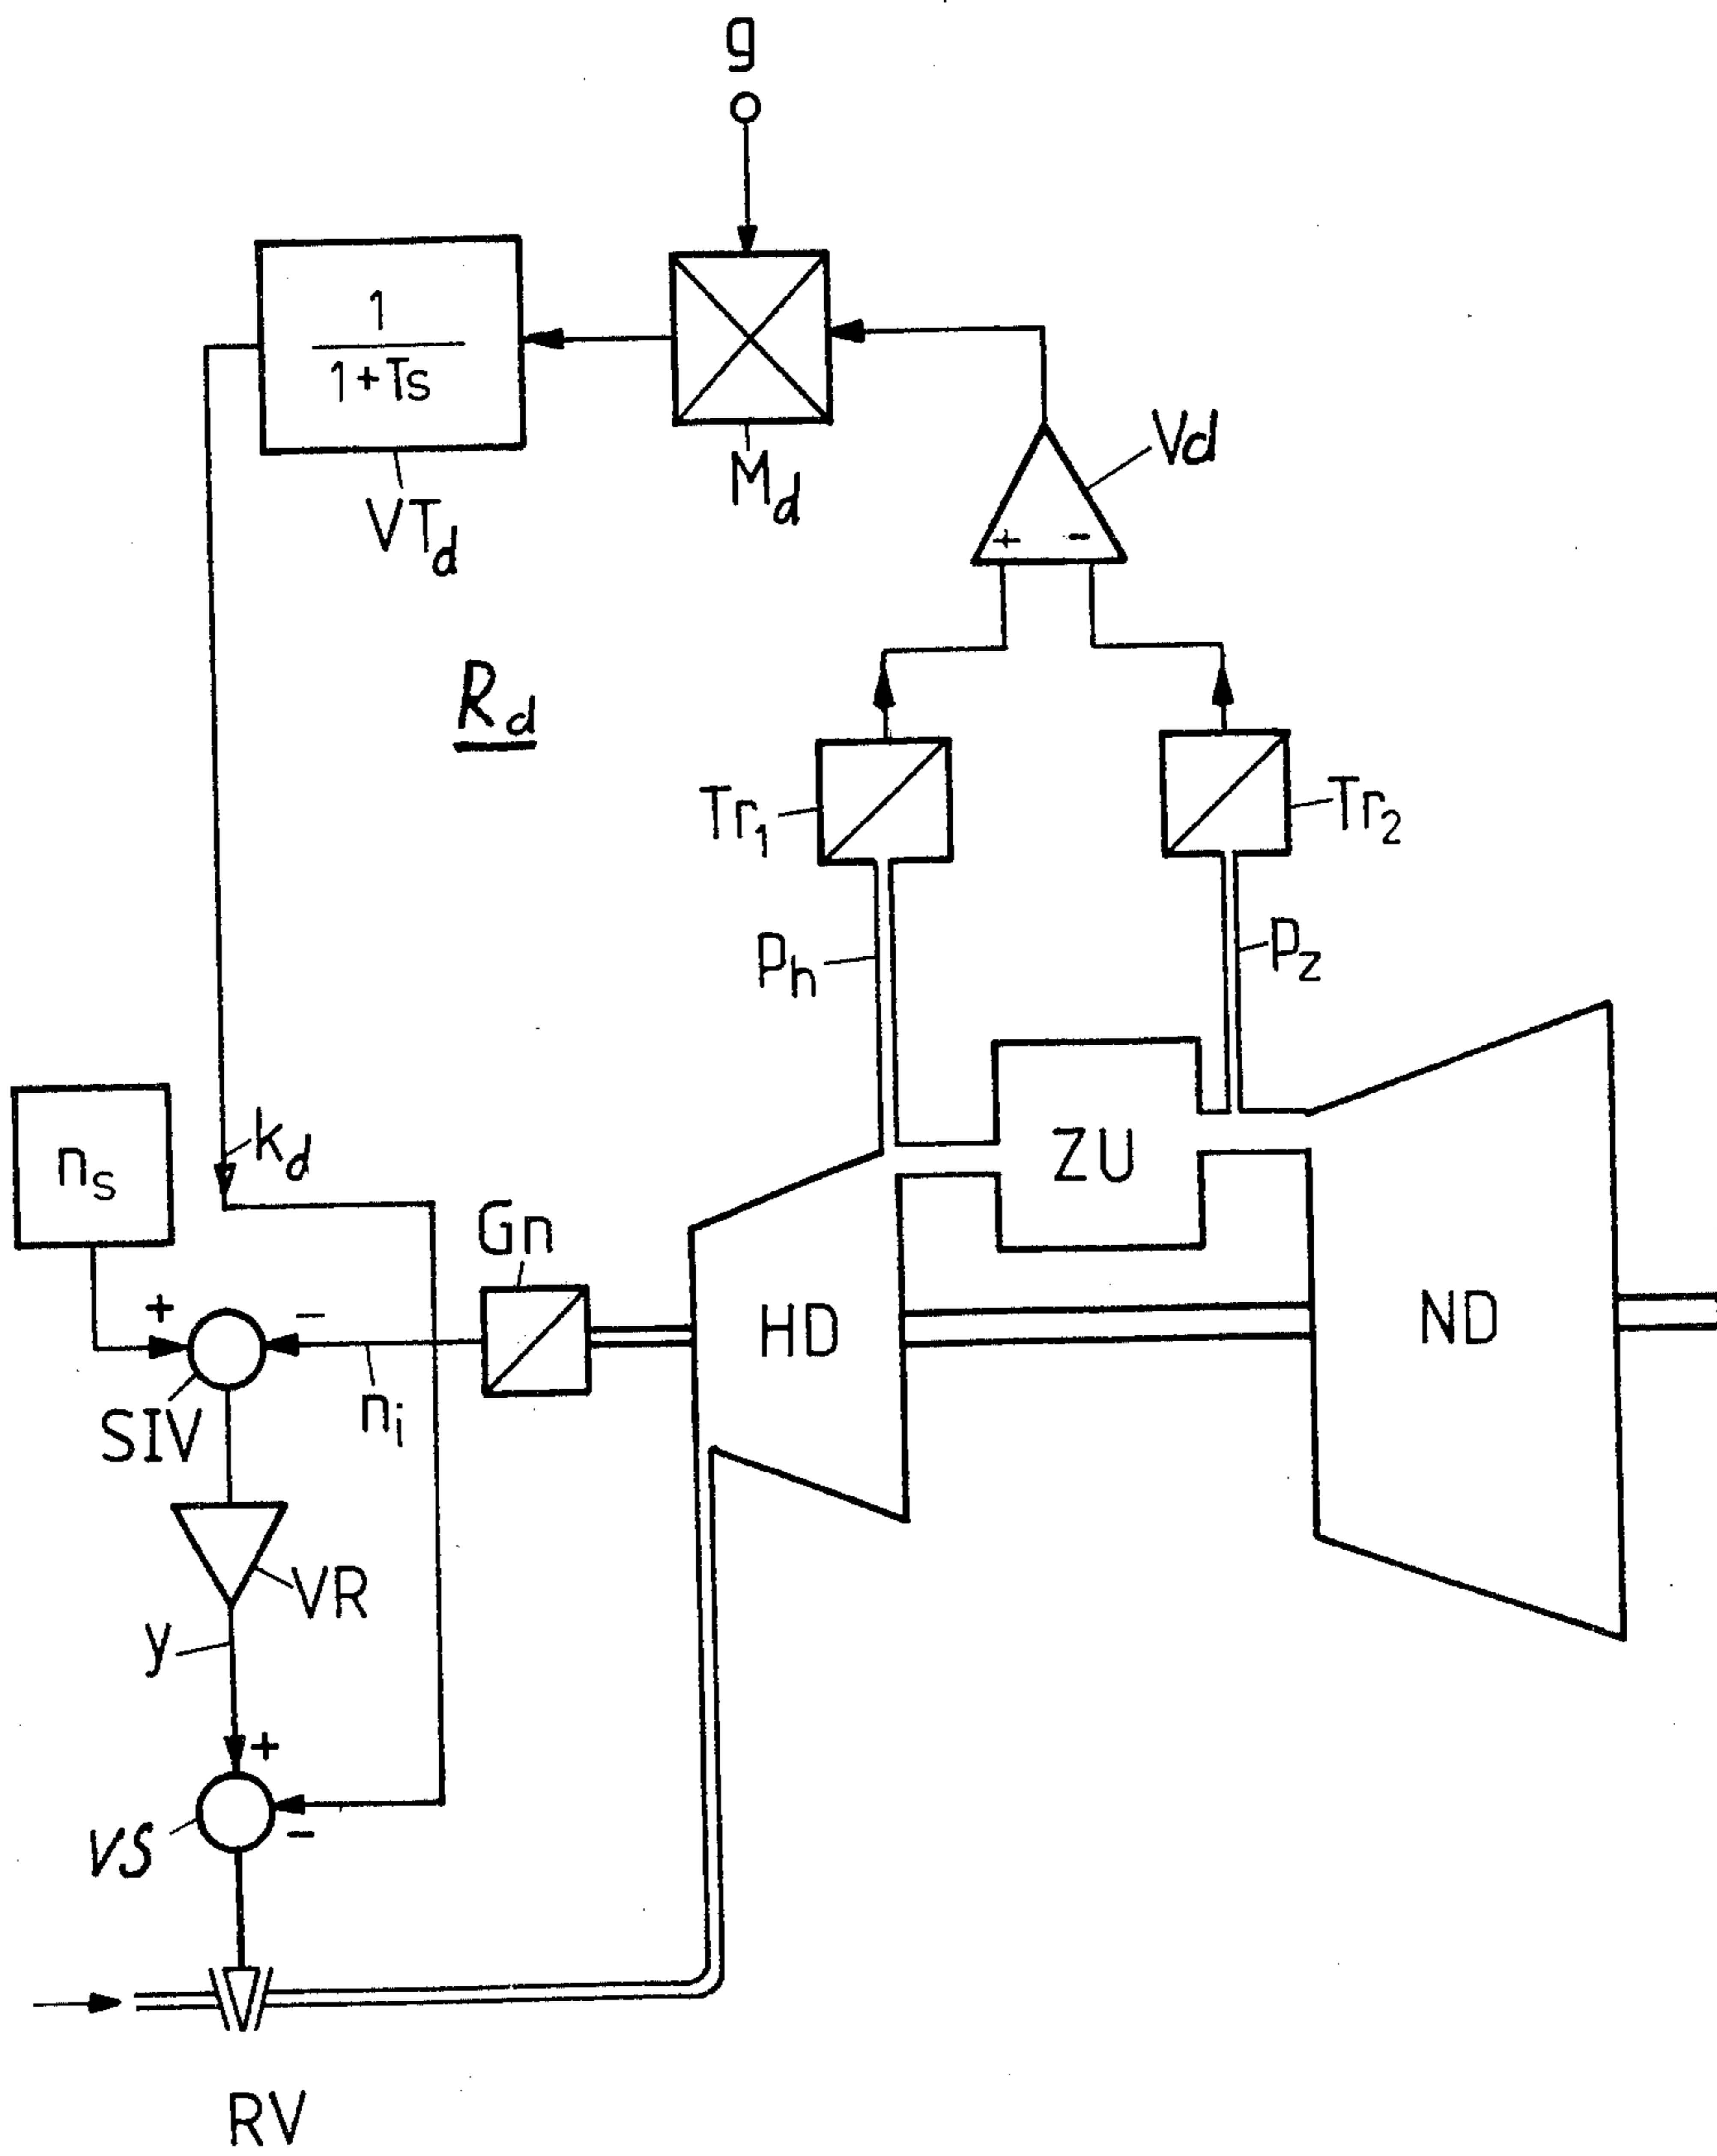 g
1
1+Ts
VT_d
M_d
Vd
+ -
R_d
Tr_1
Tr_2
P_h
P_z
n_s
k_d
Gn
ZU
+
-
HD
ND
SIV
n_i
VR
y
+
VS
-
RV